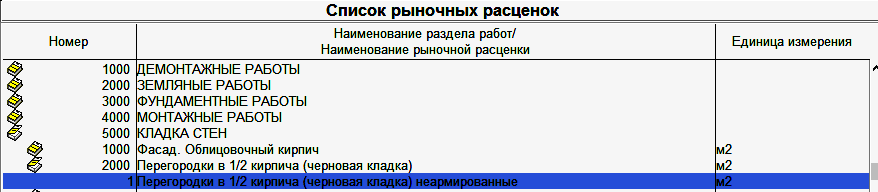 Список рыночных расценок
Номер
Наименование раздела работ/
Наименование рыночной расценки
Единица измерения
1000 ДЕМОНТАЖНЫЕ РАБОТЫ
2000 ЗЕМЛЯНЫЕ РАБОТЫ
3000 ФУНДАМЕНТНЫЕ РАБОТЫ
4000 МОНТАЖНЫЕ РАБОТЫ
5000 КЛАДКА СТЕН
1000 Фасад. Облицовочный кирпич м2
2000 Перегородки в 1/2 кирпича (черновая кладка) м2
1 Перегородки в 1/2 кирпича (черновая кладка) неармированные м2